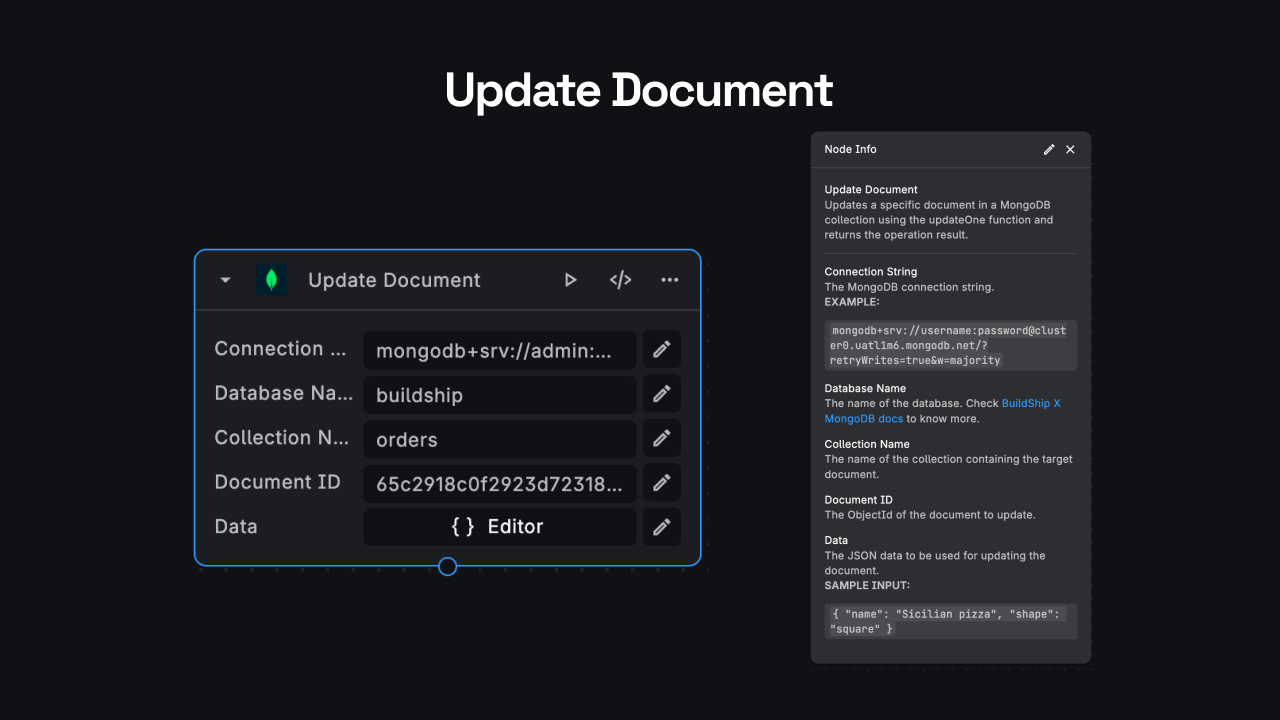 Update Document
Update Document
Connection ...
mongodb+srv://admin:...
Database Na...
buildship
Collection N...
orders
Document ID
65c2918c0f2923d72318...
Data
{ } Editor
Node Info
Update Document
Updates a specific document in a MongoDB
collection using the updateOne function and
returns the operation result.
Connection String
The MongoDB connection string.
EXAMPLE:
mongodb+srv://username:password@clust
er0.uatl1m6.mongodb.net/?
retryWrites=true&w=majority
Database Name
The name of the database. Check BuildShip X
MongoDB docs to know more.
Collection Name
The name of the collection containing the target
document.
Document ID
The ObjectId of the document to update.
Data
The JSON data to be used for updating the
document.
SAMPLE INPUT:
{ "name": "Sicilian pizza", "shape":
"square" }